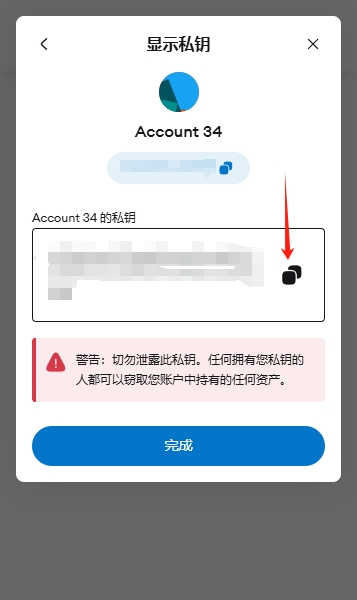 显示私钥
Account 34
Account 34 的私钥
警告：切勿泄露此私钥。任何拥有您私钥的
人都可以窃取您账户中持有的任何资产。
完成